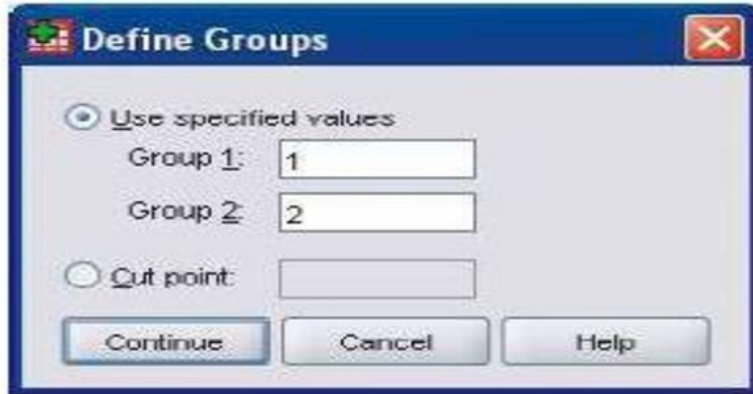 Define Groups
Use specified values
Group 1: 1
Group 2: 2
Cut point:
Continue Cancel Help